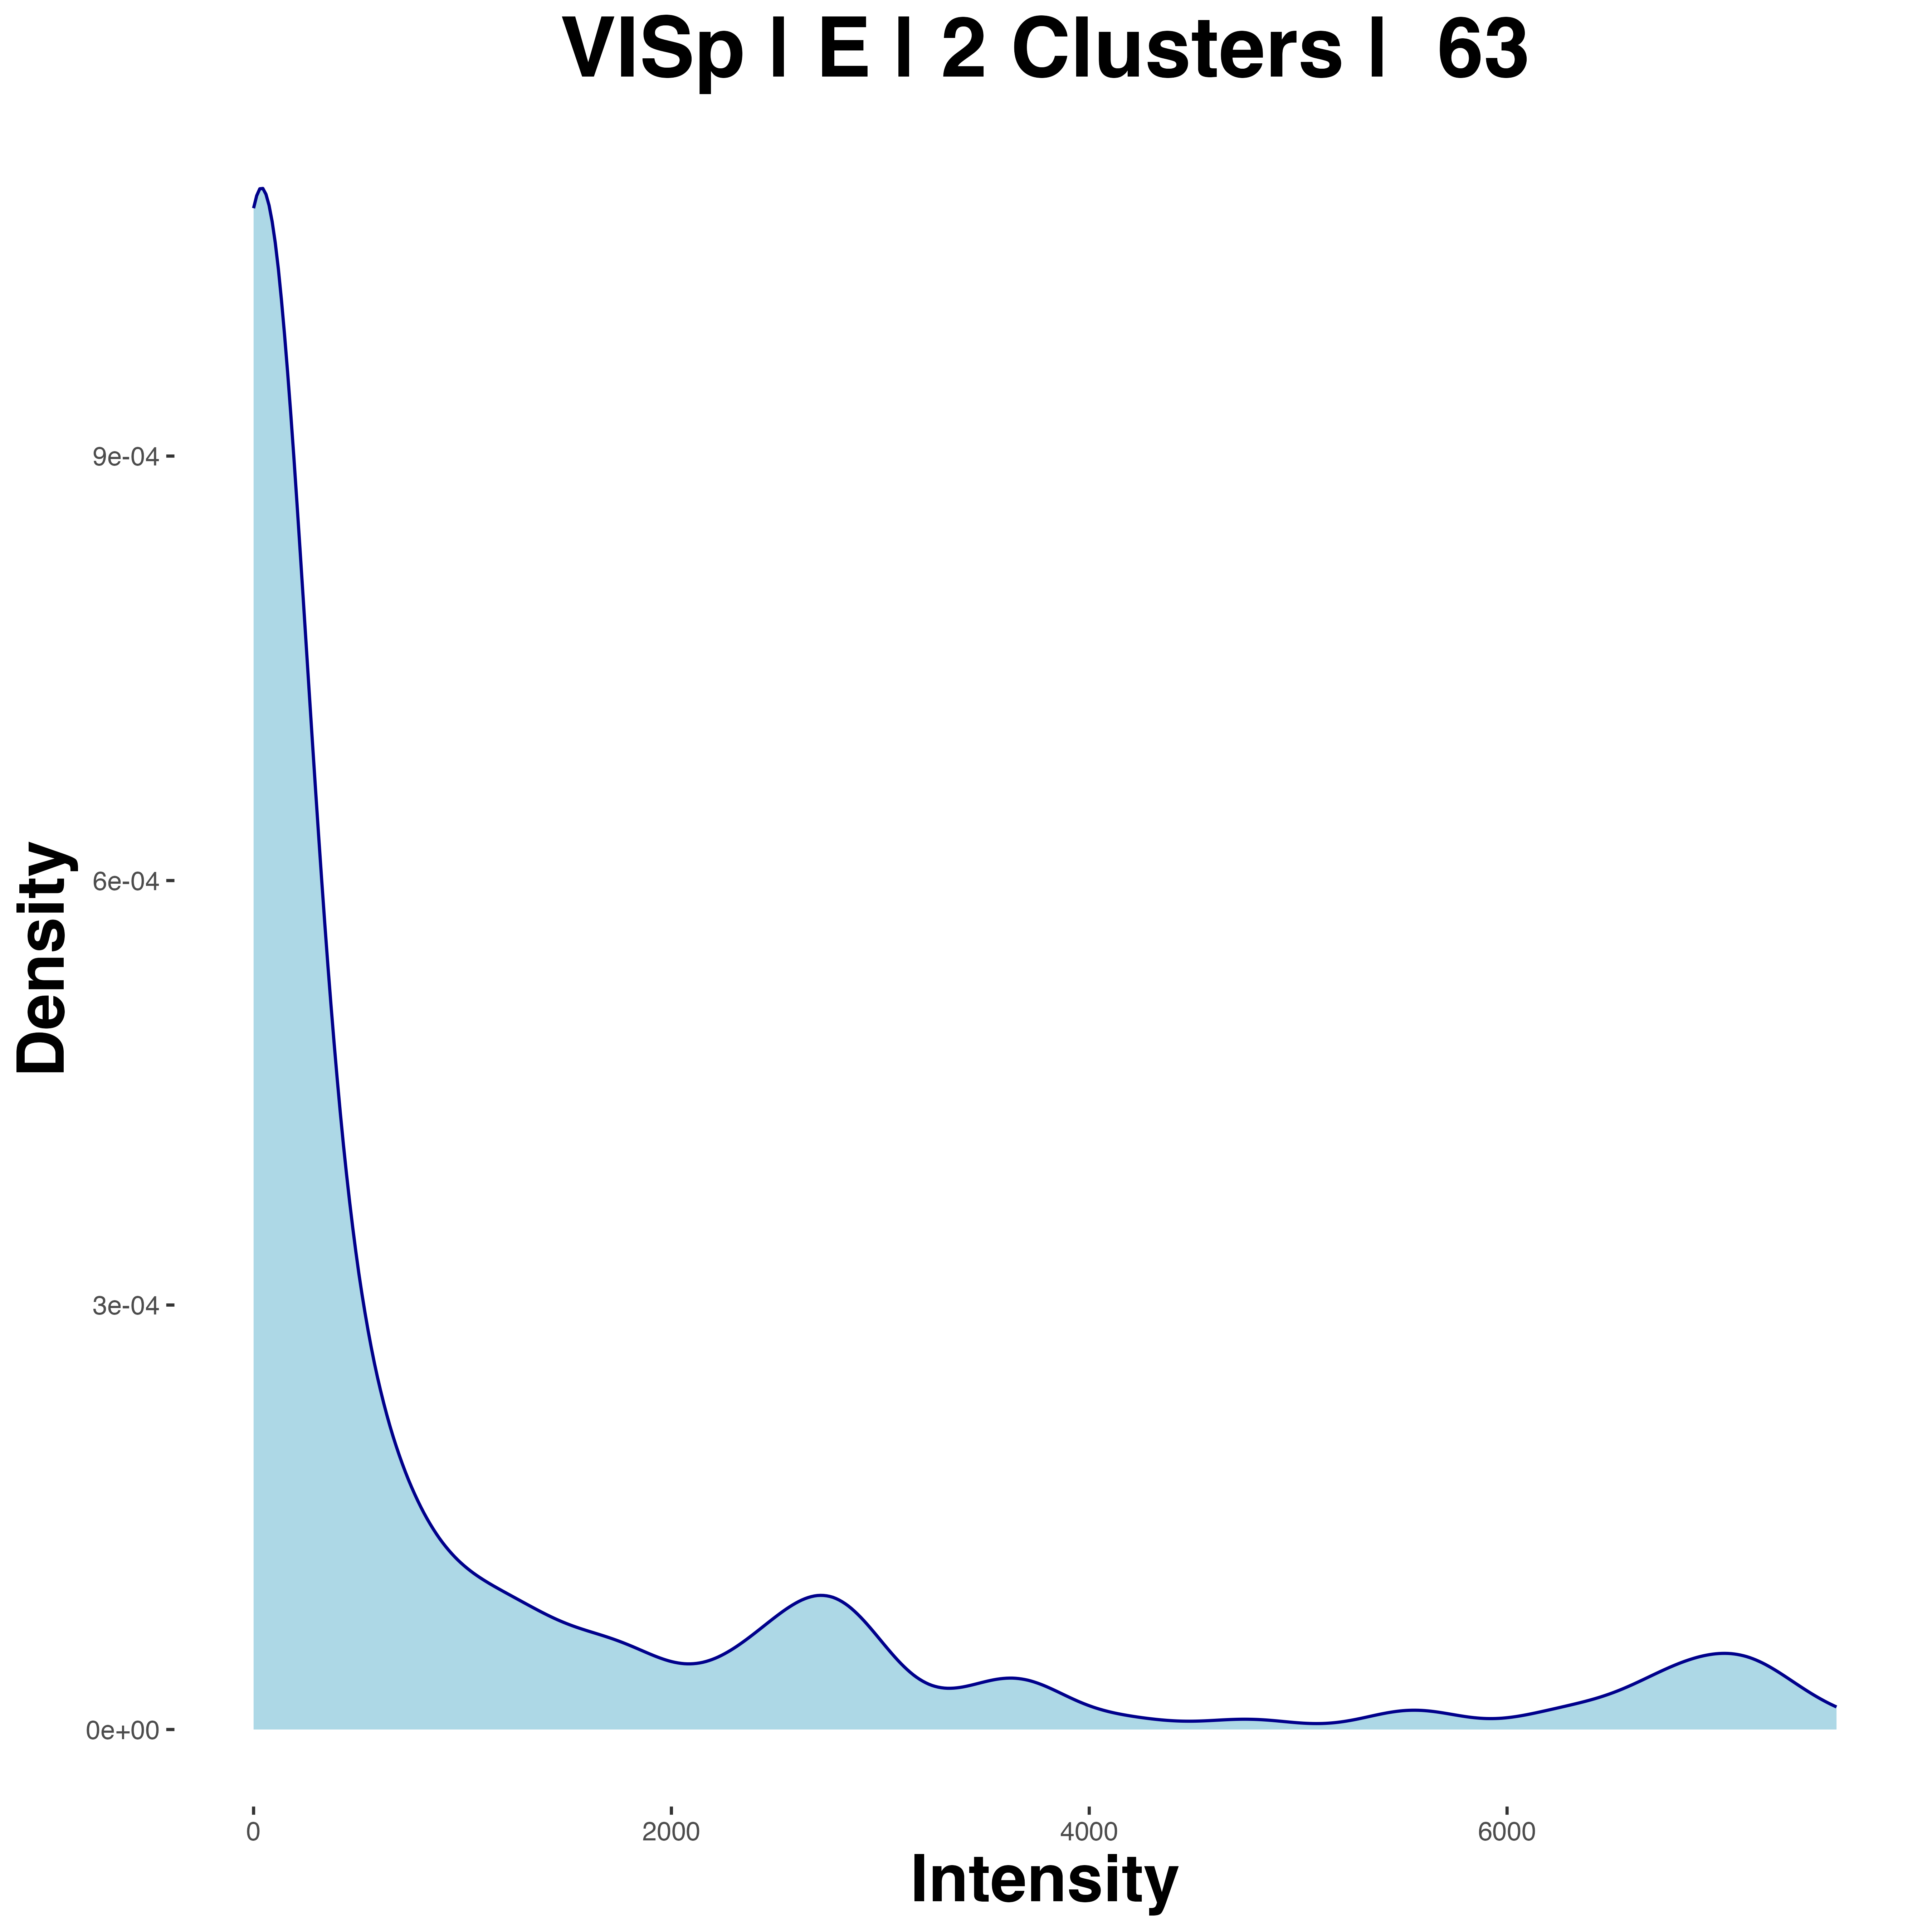 VISp | E | 2 Clusters |  63
Density
9e-04
6e-04
3e-04
0e+00
0
2000
4000
6000
Intensity